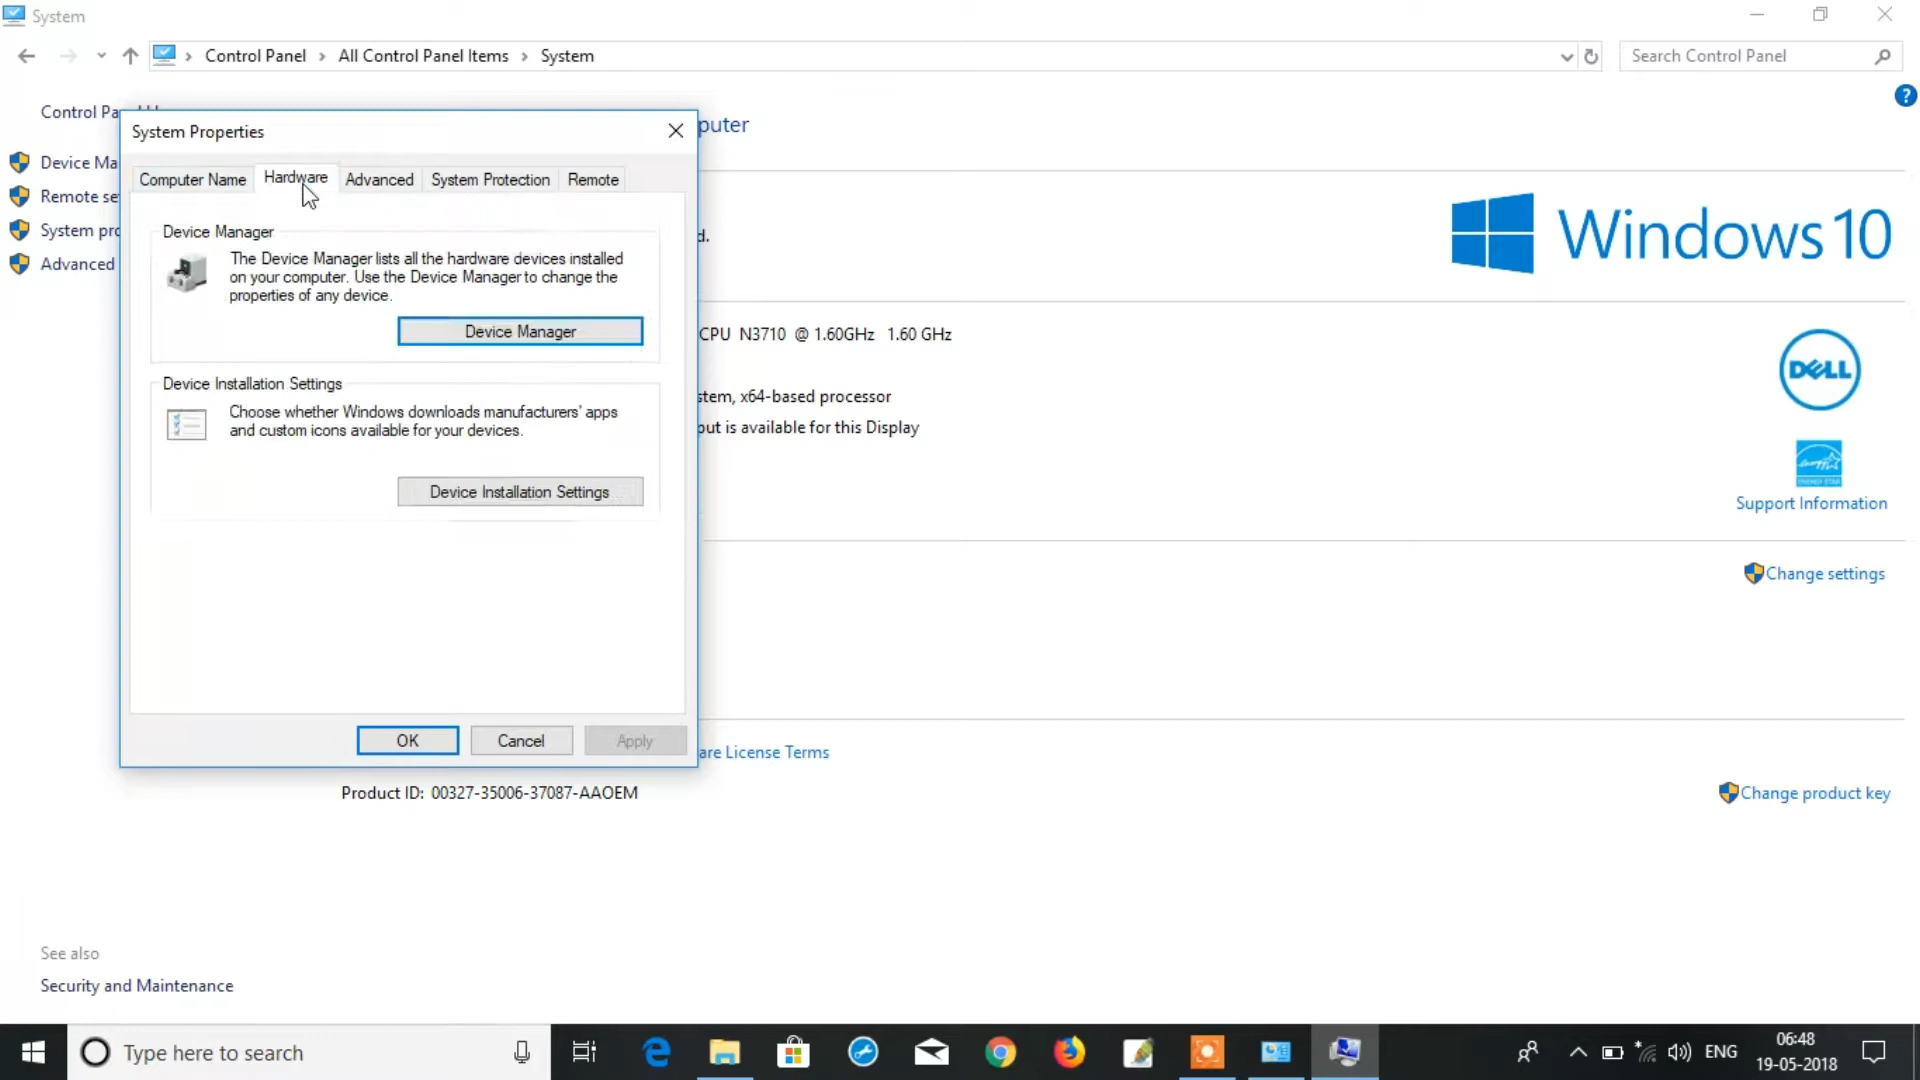 System
Control Panel > All Control Panel Items > System
Search Control Panel
Control Pa
puter
System Properties
Device Ma
Remote se
System pro
Advanced
Computer Name Hardware Advanced System Protection Remote
Device Manager
The Device Manager lists all the hardware devices installed
on your computer. Use the Device Manager to change the
properties of any device.
Device Manager
Device Installation Settings
Choose whether Windows downloads manufacturers' apps
and custom icons available for your devices.
Device Installation Settings
OK Cancel Apply
d.
Windows 10
CPU N3710 @ 1.60GHz 1.60 GHz
stem, x64-based processor
put is available for this Display
DELL
ENERGY STAR
Support Information
Change settings
are License Terms
Product ID: 00327-35006-37087-AAOEM
Change product key
See also
Security and Maintenance
Type here to search
ENG
06:48
19-05-2018